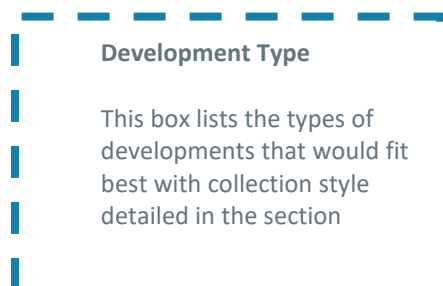 Development Type
This box lists the types of
developments that would fit
best with collection style
detailed in the section